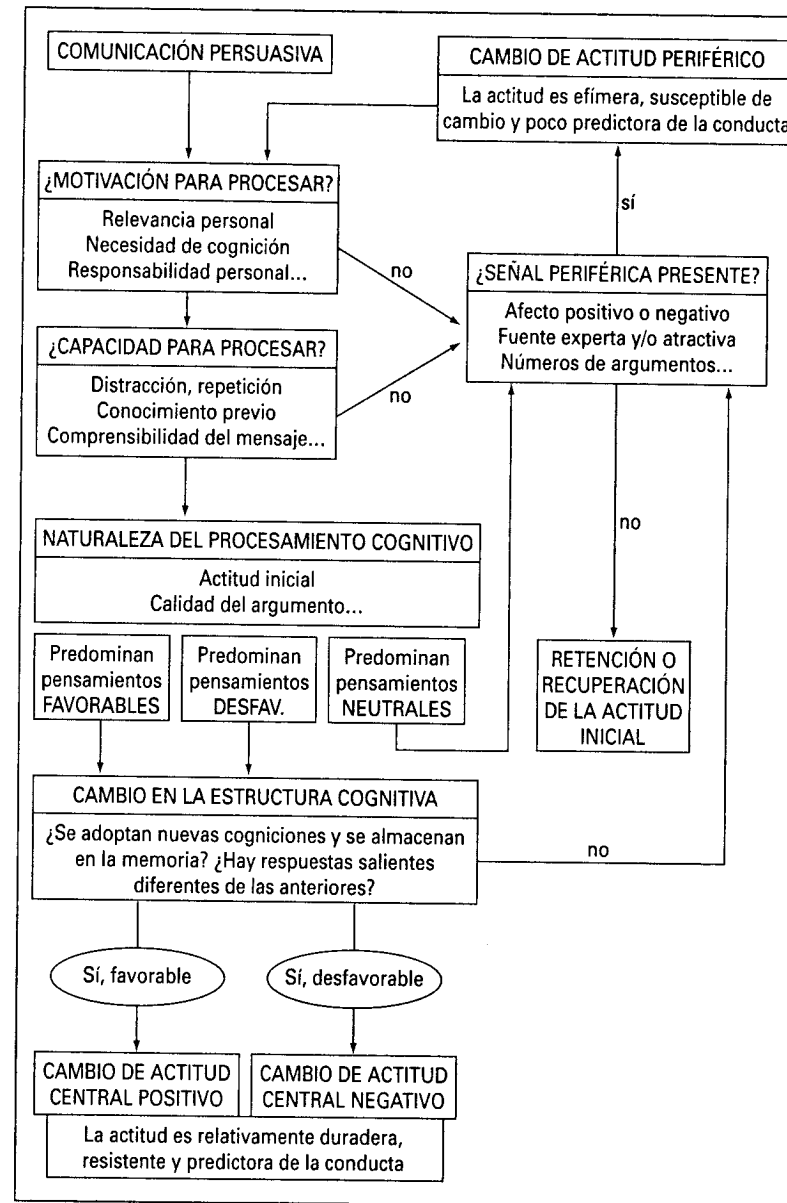 COMUNICACIÓN PERSUASIVA
CAMBIO DE ACTITUD PERIFÉRICO
La actitud es efímera, susceptible de
cambio y poco predictora de la conducta
¿MOTIVACIÓN PARA PROCESAR?
Relevancia personal
Necesidad de cognición
Responsabilidad personal...
no
sí
¿SEÑAL PERIFÉRICA PRESENTE?
Afecto positivo o negativo
Fuente experta y/o atractiva
Números de argumentos...
¿CAPACIDAD PARA PROCESAR?
Distracción, repetición
Conocimiento previo
Comprensibilidad del mensaje...
no
no
NATURALEZA DEL PROCESAMIENTO COGNITIVO
Actitud inicial
Calidad del argumento...
Predominan
pensamientos
FAVORABLES
Predominan
pensamientos
DESFAV.
Predominan
pensamientos
NEUTRALES
RETENCIÓN O
RECUPERACIÓN
DE LA ACTITUD
INICIAL
CAMBIO EN LA ESTRUCTURA COGNITIVA
¿Se adoptan nuevas cogniciones y se almacenan
en la memoria? ¿Hay respuestas salientes
diferentes de las anteriores?
no
Sí, favorable
Sí, desfavorable
CAMBIO DE ACTITUD
CENTRAL POSITIVO
CAMBIO DE ACTITUD
CENTRAL NEGATIVO
La actitud es relativamente duradera,
resistente y predictora de la conducta